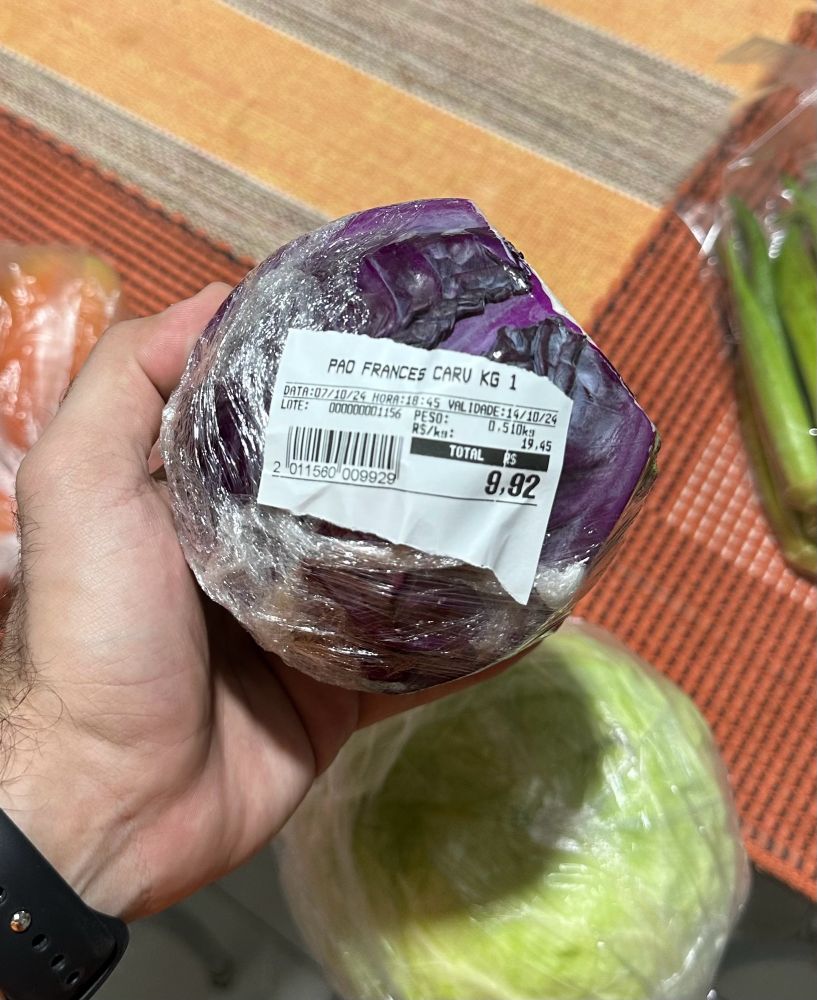 PAO FRANCES CARV KG 1
DATA:07/10/24 HORA:18:45 VALIDADE:14/10/24
LOTE: 000000001156 PESO: 0,510kg
R$/kg: 19,45
TOTAL R$
9,92
2 011560 009929